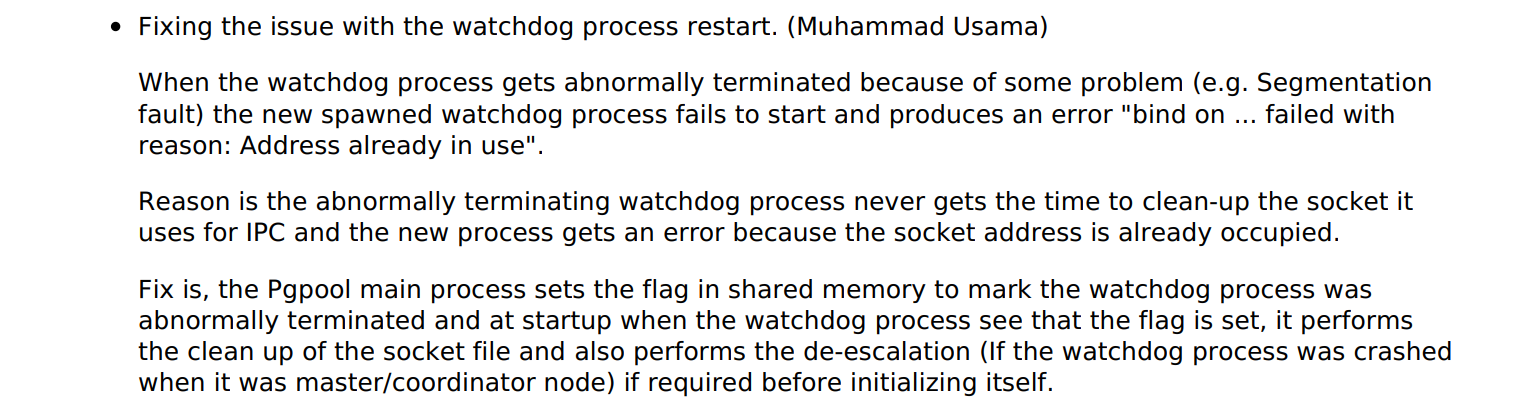 • Fixing the issue with the watchdog process restart. (Muhammad Usama)
When the watchdog process gets abnormally terminated because of some problem (e.g. Segmentation
fault) the new spawned watchdog process fails to start and produces an error "bind on ... failed with
reason: Address already in use".
Reason is the abnormally terminating watchdog process never gets the time to clean-up the socket it
uses for IPC and the new process gets an error because the socket address is already occupied.
Fix is, the Pgpool main process sets the flag in shared memory to mark the watchdog process was
abnormally terminated and at startup when the watchdog process see that the flag is set, it performs
the clean up of the socket file and also performs the de-escalation (If the watchdog process was crashed
when it was master/coordinator node) if required before initializing itself.